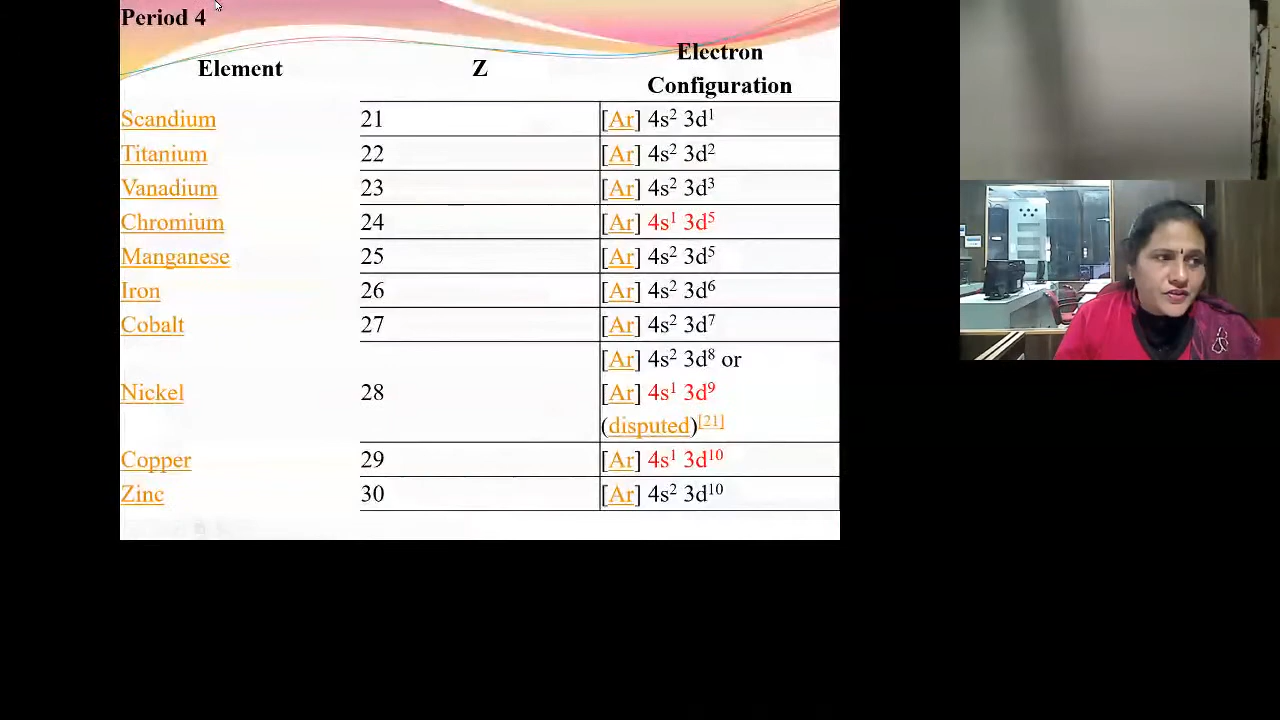 Period 4
Element Z Electron Configuration
Scandium 21 [Ar] 4s² 3d¹
Titanium 22 [Ar] 4s² 3d²
Vanadium 23 [Ar] 4s² 3d³
Chromium 24 [Ar] 4s¹ 3d⁵
Manganese 25 [Ar] 4s² 3d⁵
Iron 26 [Ar] 4s² 3d⁶
Cobalt 27 [Ar] 4s² 3d⁷
Nickel 28 [Ar] 4s² 3d⁸ or
[Ar] 4s¹ 3d⁹
(disputed)[21]
Copper 29 [Ar] 4s¹ 3d¹⁰
Zinc 30 [Ar] 4s² 3d¹⁰